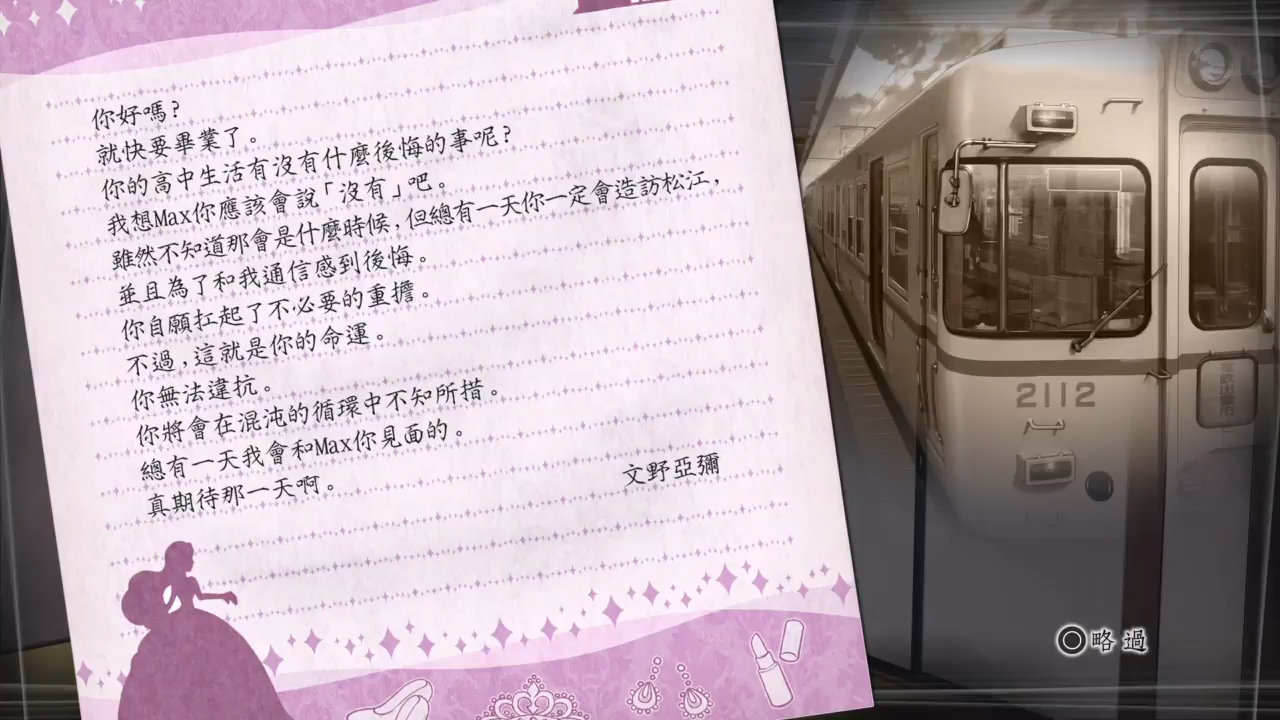 你好嗎?
就快要畢業了。
你的高中生活有沒有什麼後悔的事呢?
我想Max你應該會說「沒有」吧。
雖然不知道那會是什麼時候,但總有一天你一定會造訪松江,
並且為了和我通信感到後悔。
你自願扛起了不必要的重擔。
不過,這就是你的命運。
你無法違抗。
你將會在混沌的循環中不知所措。
總有一天我會和Max你見面的。
真期待那一天啊。
文野亞彌
2112
略過